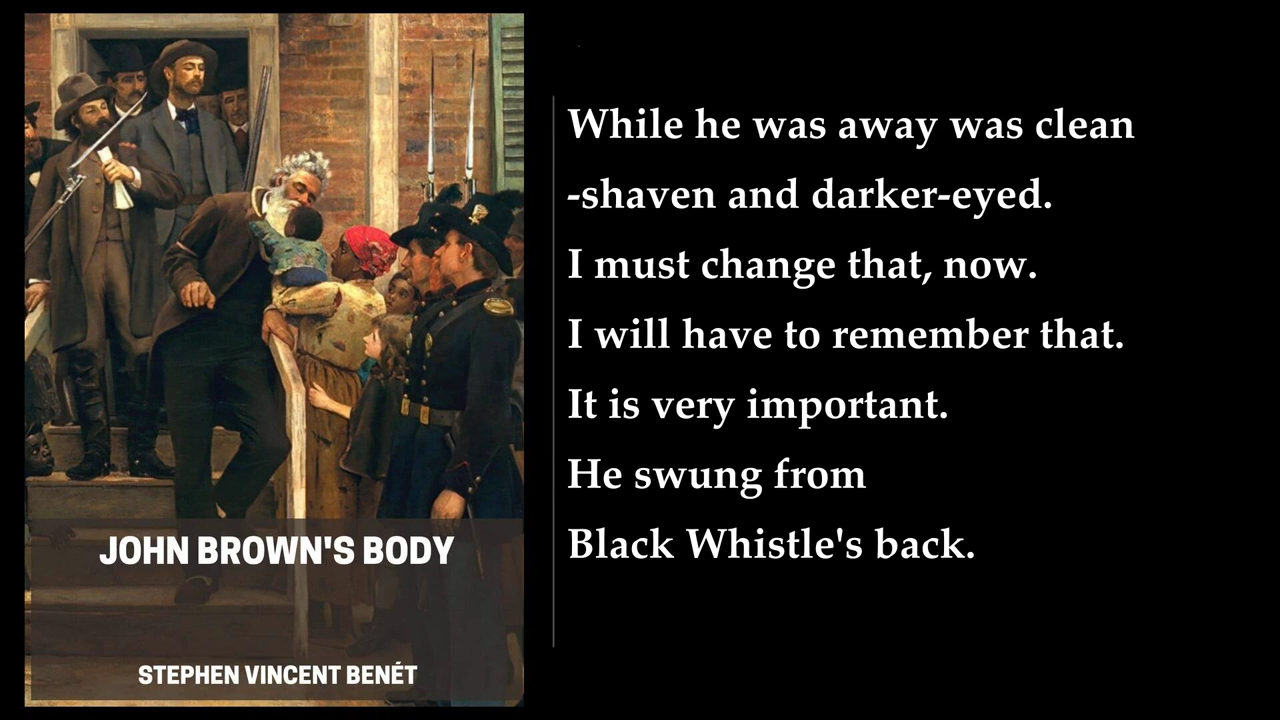 While he was away was clean
-shaven and darker-eyed.
I must change that, now.
I will have to remember that.
It is very important.
He swung from
Black Whistle's back.
JOHN BROWN'S BODY
STEPHEN VINCENT BENÉT